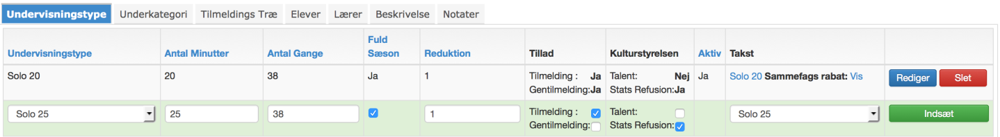 Undervisningstype Underkategori Tilmeldings Træ Elever Lærer Beskrivelse Notater
Undervisningstype Antal Minutter Antal Gange Fuld Sæson Reduktion Tillad Kulturstyrelsen Aktiv Takst
Solo 20 20 38 Ja 1 Tilmelding : Ja Talent: Nej Ja Solo 20 Sammefags rabat: Vis Rediger Slet
Gentilmelding:Ja Stats Refusion:Ja
Solo 25 25 38 1 Tilmelding : Talent: Solo 25 Indsæt
Gentilmelding: Stats Refusion: